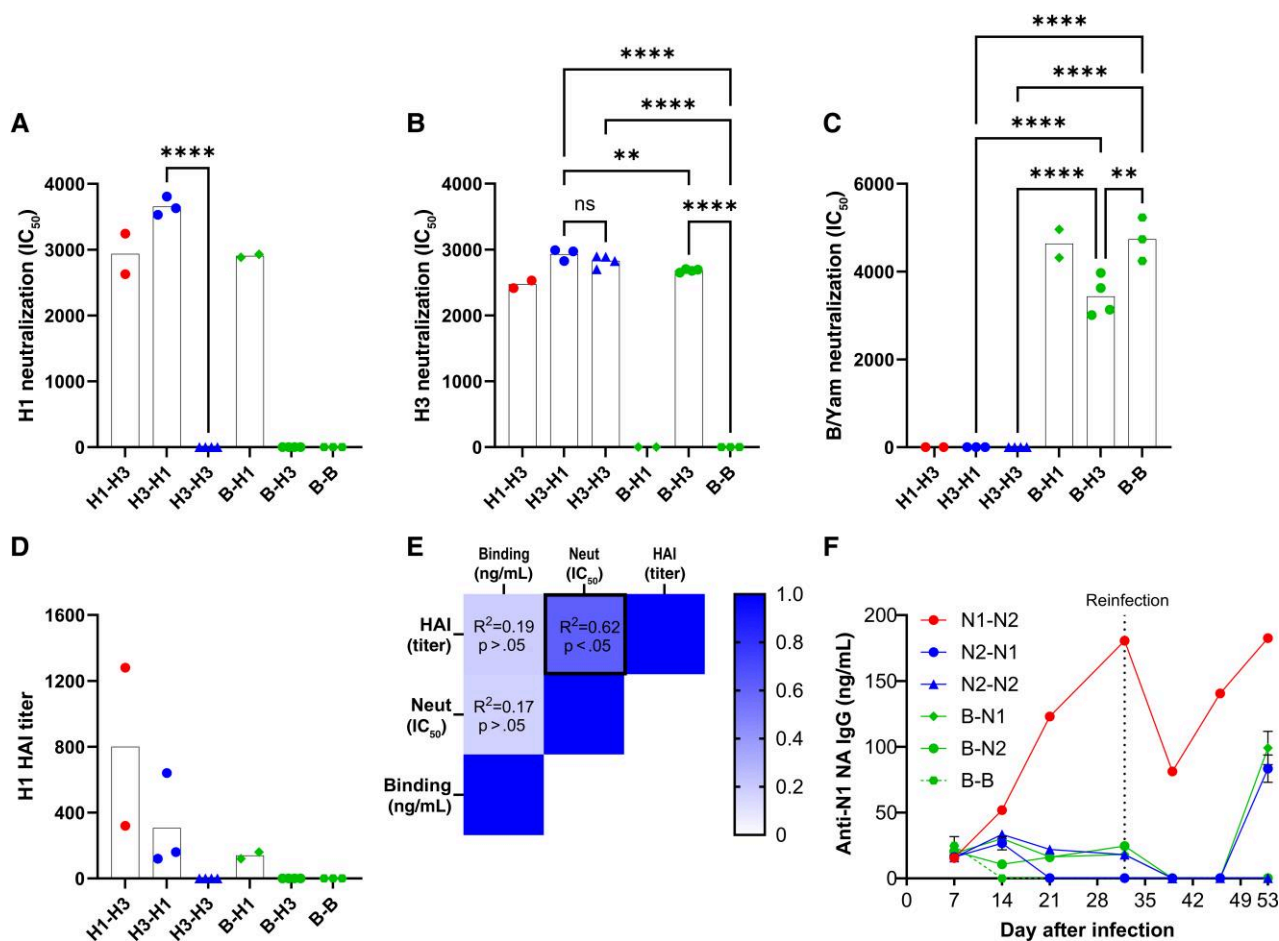 A
H1 neutralization (IC50)
4000
3000
2000
1000
0
****
H1-H3
H3-H1
H3-H3
B-H1
B-H3
B-B
B
H3 neutralization (IC50)
4000
3000
2000
1000
0
****
****
**
ns
****
H1-H3
H3-H1
H3-H3
B-H1
B-H3
B-B
C
B/Yam neutralization (IC50)
6000
4000
2000
0
****
****
****
****
**
H1-H3
H3-H1
H3-H3
B-H1
B-H3
B-B
D
H1 HAI titer
1600
1200
800
400
0
H1-H3
H3-H1
H3-H3
B-H1
B-H3
B-B
E
Binding
(ng/mL)
Neut
(IC50)
HAI
(titer)
HAI
(titer)
R2=0.19
p >.05
R2=0.62
p <.05
Neut
(IC50)
R2=0.17
p >.05
Binding
(ng/mL)
1.0
0.8
0.6
0.4
0.2
0
F
Anti-N1 NA IgG (ng/mL)
200
150
100
50
0
Reinfection
N1-N2
N2-N1
N2-N2
B-N1
B-N2
B-B
0 7 14 21 28 35 42 49 53
Day after infection